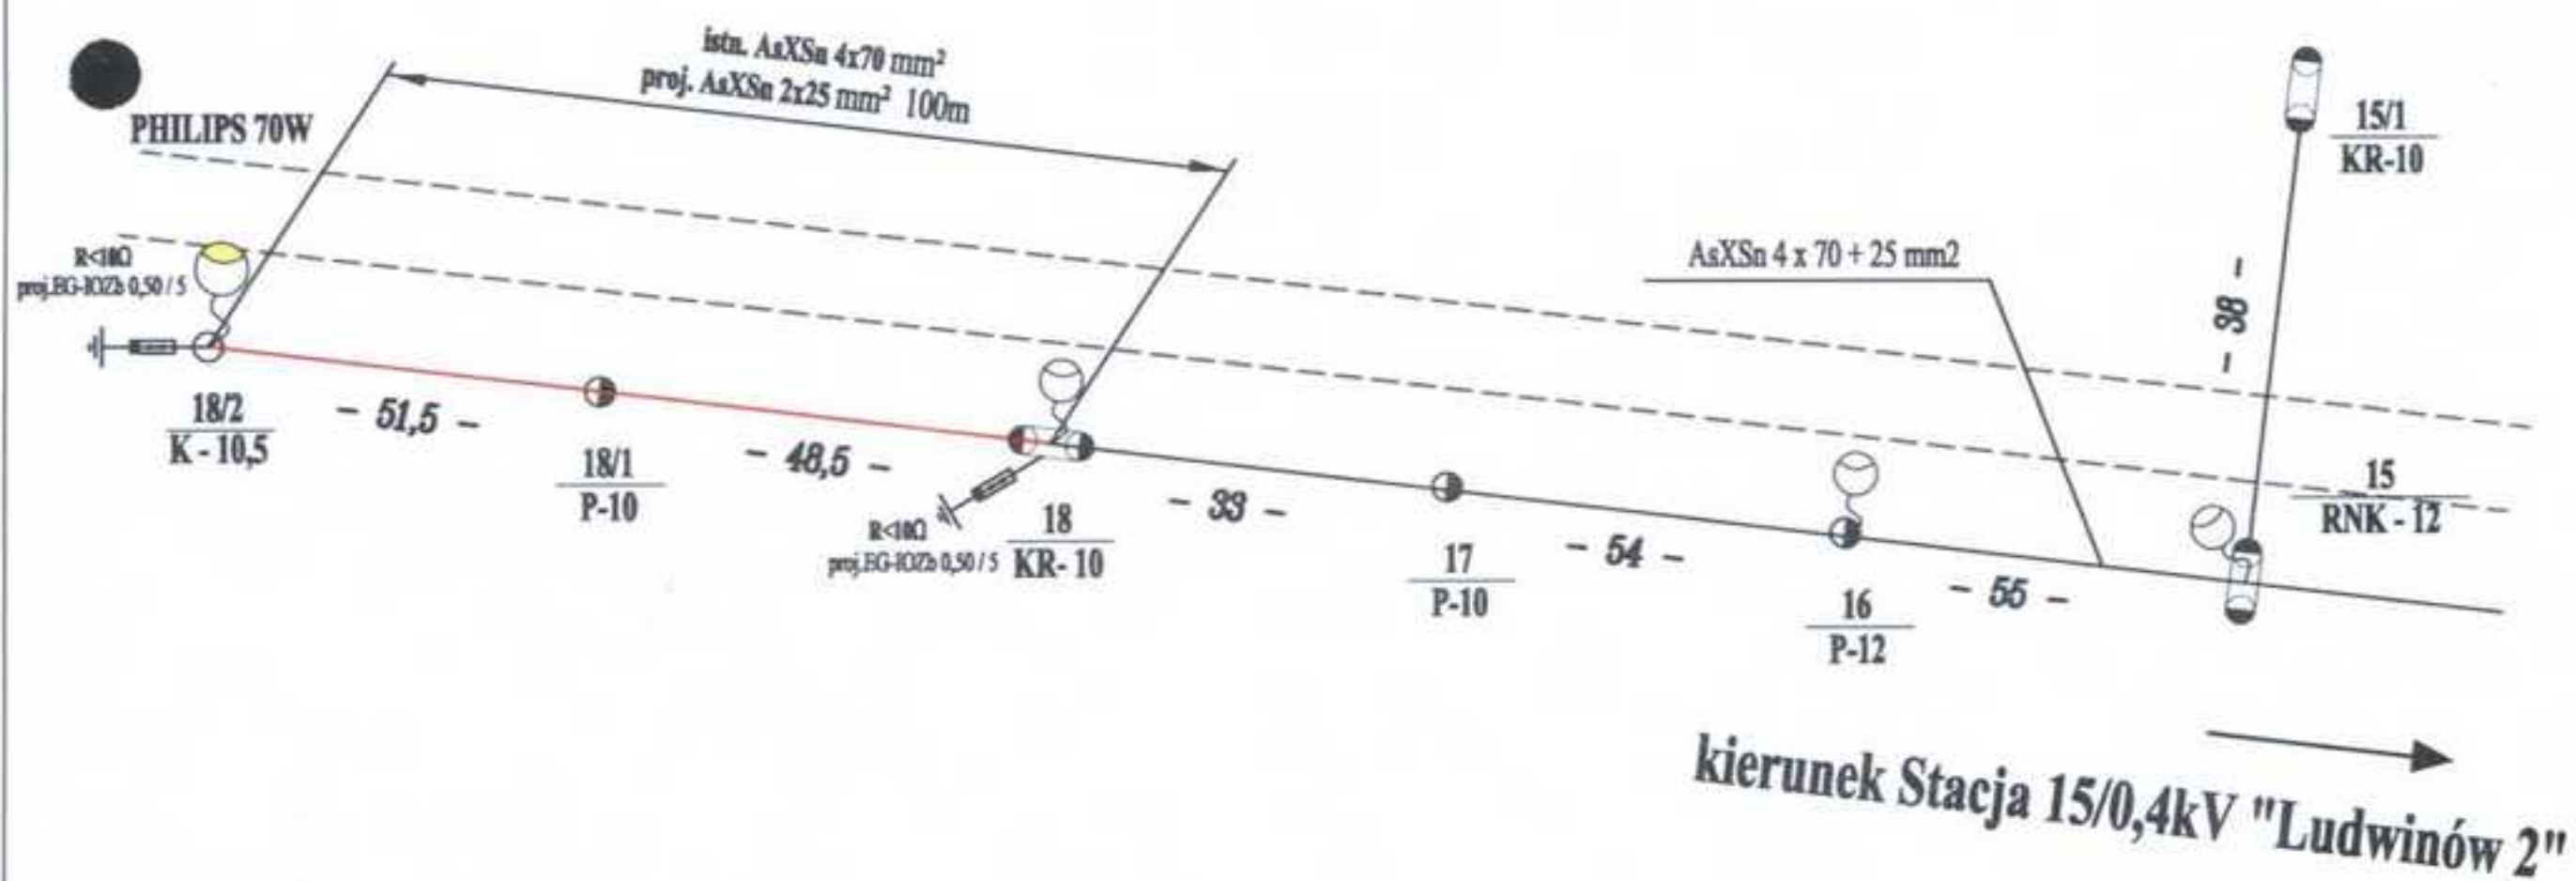 istn. AsXSn 4x70 mm²
proj. AsXSn 2x25 mm² 100m
PHILIPS 70W
15/1
KR-10
R<10Ω
proj.EG-IOZb 0,50 / 5
AsXSn 4 x 70 + 25 mm2
- 38 -
18/2
K - 10,5
- 51,5 -
18/1
P-10
- 48,5 -
R<10Ω
proj.EG-IOZb 0,50 / 5
18
KR- 10
- 33 -
17
P-10
- 54 -
16
P-12
- 55 -
15
RNK - 12
kierunek Stacja 15/0,4kV "Ludwinów 2"